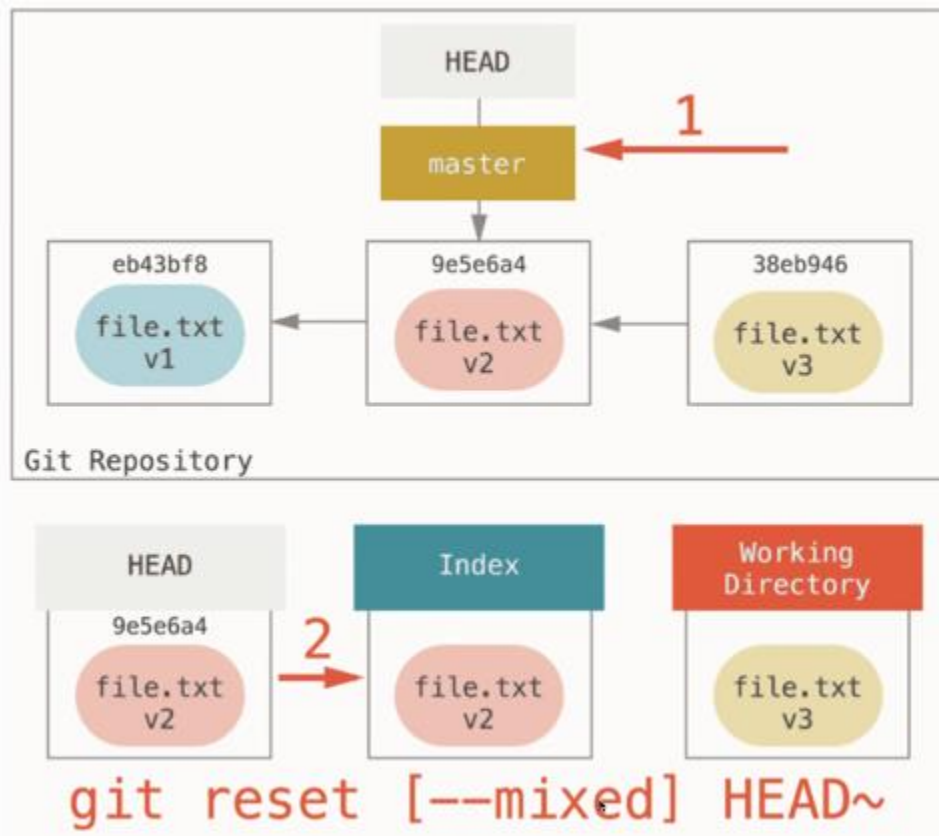 HEAD
1
master
eb43bf8
9e5e6a4
38eb946
file.txt
v1
file.txt
v2
file.txt
v3
Git Repository
HEAD
Index
Working
Directory
9e5e6a4
2
file.txt
v2
file.txt
v2
file.txt
v3
git reset [--mixed] HEAD~